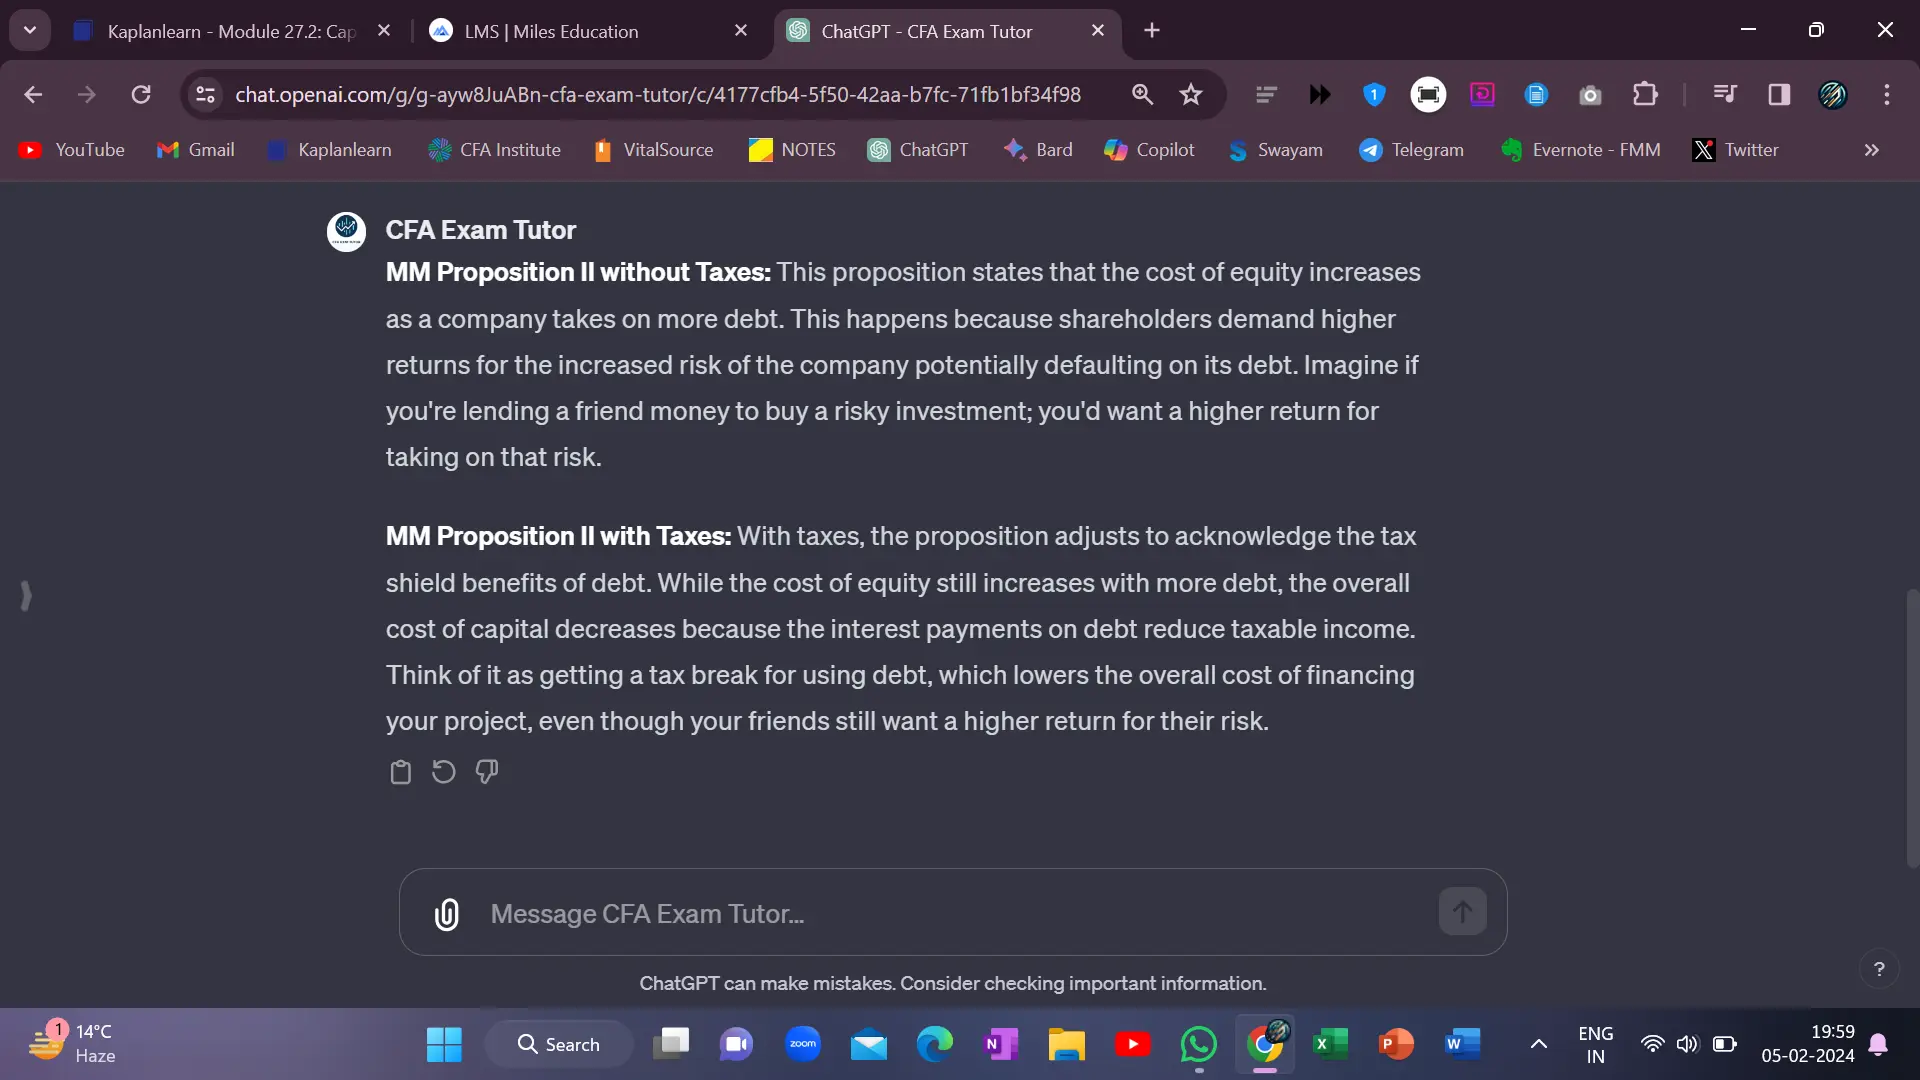 Kaplanlearn - Module 27.2: Cap
LMS | Miles Education
ChatGPT - CFA Exam Tutor
chat.openai.com/g/g-ayw8JuABn-cfa-exam-tutor/c/4177cfb4-5f50-42aa-b7fc-71fb1bf34f98
1
YouTube
Gmail
Kaplanlearn
CFA Institute
VitalSource
NOTES
ChatGPT
Bard
Copilot
Swayam
Telegram
Evernote - FMM
Twitter
CFA Exam Tutor
MM Proposition II without Taxes: This proposition states that the cost of equity increases
as a company takes on more debt. This happens because shareholders demand higher
returns for the increased risk of the company potentially defaulting on its debt. Imagine if
you're lending a friend money to buy a risky investment; you'd want a higher return for
taking on that risk.
MM Proposition II with Taxes: With taxes, the proposition adjusts to acknowledge the tax
shield benefits of debt. While the cost of equity still increases with more debt, the overall
cost of capital decreases because the interest payments on debt reduce taxable income.
Think of it as getting a tax break for using debt, which lowers the overall cost of financing
your project, even though your friends still want a higher return for their risk.
Message CFA Exam Tutor...
ChatGPT can make mistakes. Consider checking important information.
?
1
14°C
Haze
Search
zoom
N
X
P
W
ENG
IN
19:59
05-02-2024